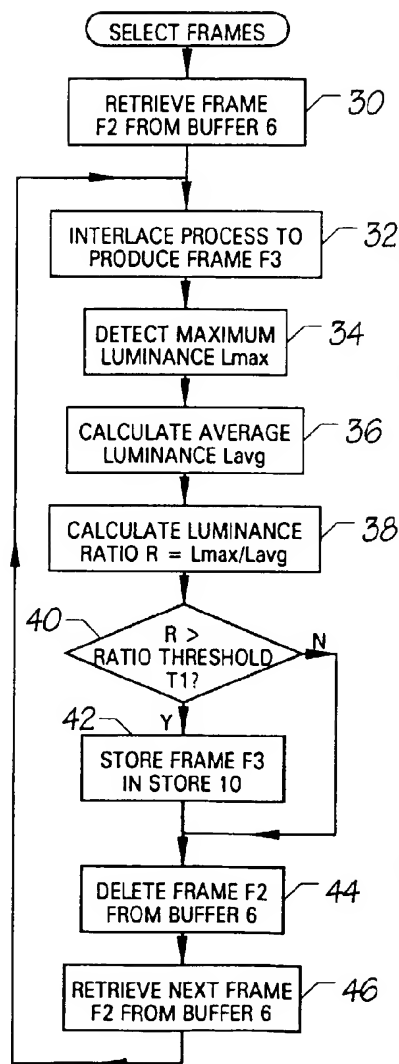 SELECT FRAMES
RETRIEVE FRAME
F2 FROM BUFFER 6
30
INTERLACE PROCESS TO
PRODUCE FRAME F3
32
DETECT MAXIMUM
LUMINANCE Lmax
34
CALCULATE AVERAGE
LUMINANCE Lavg
36
CALCULATE LUMINANCE
RATIO R = Lmax/Lavg
38
40
R >
RATIO THRESHOLD
T1?
N
Y
42
STORE FRAME F3
IN STORE 10
DELETE FRAME F2
FROM BUFFER 6
44
RETRIEVE NEXT FRAME
F2 FROM BUFFER 6
46